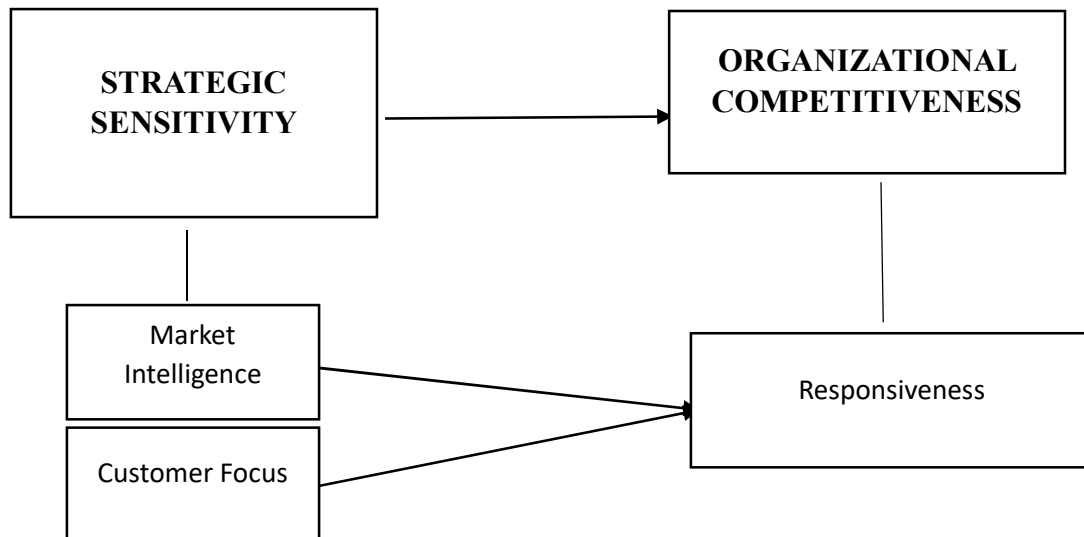 STRATEGIC
SENSITIVITY
ORGANIZATIONAL
COMPETITIVENESS
Market
Intelligence
Customer Focus
Responsiveness